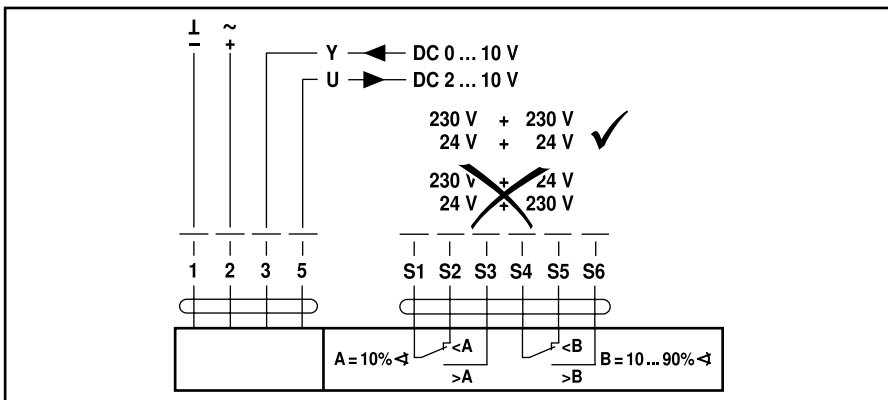 ⊥ ~
– +
Y DC 0 ... 10 V
U DC 2 ... 10 V
230 V + 230 V
24 V + 24 V
230 V + 24 V
24 V + 230 V
1 2 3 5 S1 S2 S3 S4 S5 S6
A = 10% ∢ <A <B B = 10 ... 90% ∢
>A >B